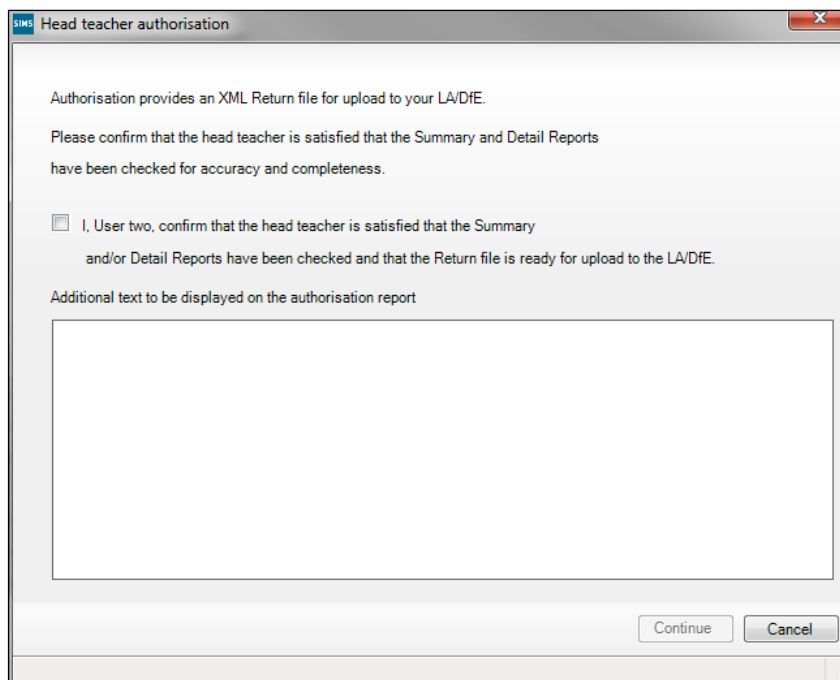 SIMS Head teacher authorisation
Authorisation provides an XML Return file for upload to your LA/DfE.
Please confirm that the head teacher is satisfied that the Summary and Detail Reports
have been checked for accuracy and completeness.
I, User two, confirm that the head teacher is satisfied that the Summary
and/or Detail Reports have been checked and that the Return file is ready for upload to the LA/DfE.
Additional text to be displayed on the authorisation report
Continue Cancel